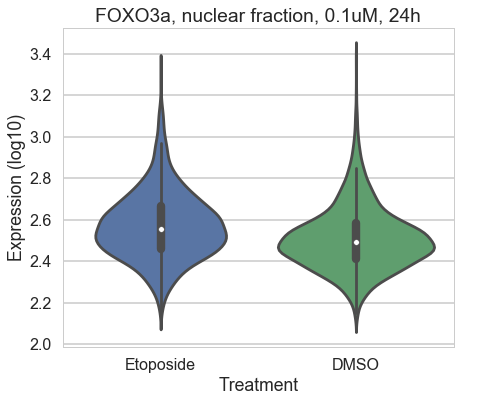 FOXO3a, nuclear fraction, 0.1uM, 24h
Expression (log10)
3.4
3.2
3.0
2.8
2.6
2.4
2.2
2.0
Etoposide
DMSO
Treatment